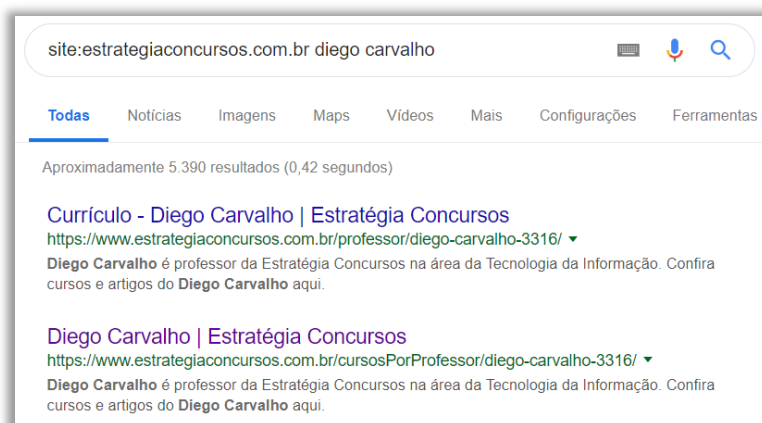 site:estrategiaconcursos.com.br diego carvalho
Todas Notícias Imagens Maps Vídeos Mais Configurações Ferramentas
Aproximadamente 5.390 resultados (0,42 segundos)
Currículo - Diego Carvalho | Estratégia Concursos
https://www.estrategiaconcursos.com.br/professor/diego-carvalho-3316/
Diego Carvalho é professor da Estratégia Concursos na área da Tecnologia da Informação. Confira
cursos e artigos do Diego Carvalho aqui.
Diego Carvalho | Estratégia Concursos
https://www.estrategiaconcursos.com.br/cursosPorProfessor/diego-carvalho-3316/
Diego Carvalho é professor da Estratégia Concursos na área da Tecnologia da Informação. Confira
cursos e artigos do Diego Carvalho aqui.